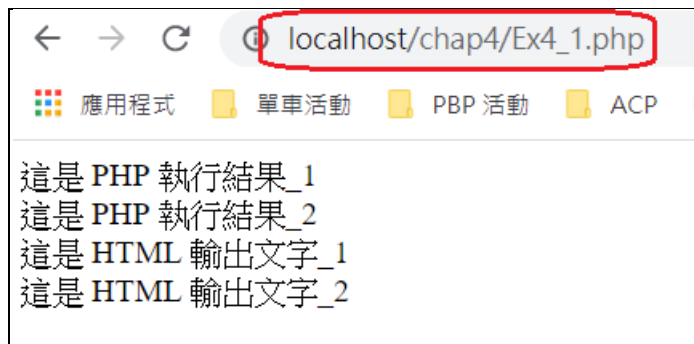 localhost/chap4/Ex4_1.php
應用程式 單車活動 PBP 活動 ACP
這是 PHP 執行結果_1
這是 PHP 執行結果_2
這是 HTML 輸出文字_1
這是 HTML 輸出文字_2